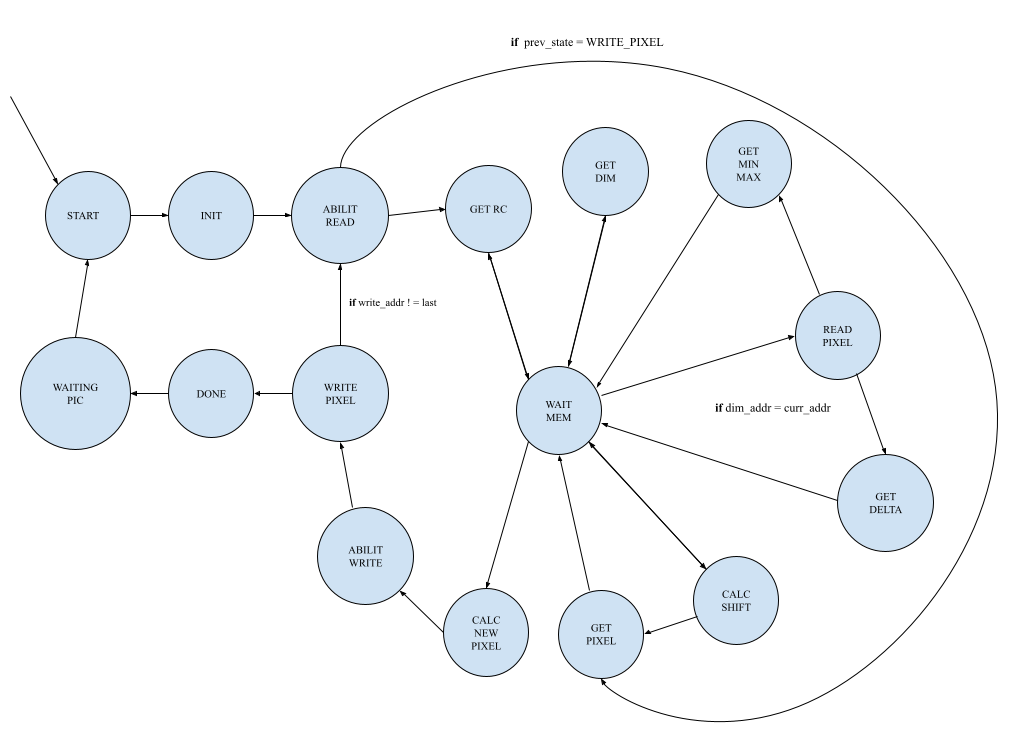 if prev_state = WRITE_PIXEL
GET
DIM
GET
MIN
MAX
START
INIT
ABILIT
READ
GET RC
if write_addr ! = last
READ
PIXEL
WAITING
PIC
DONE
WRITE
PIXEL
WAIT
MEM
if dim_addr = curr_addr
GET
DELTA
ABILIT
WRITE
CALC
NEW
PIXEL
GET
PIXEL
CALC
SHIFT